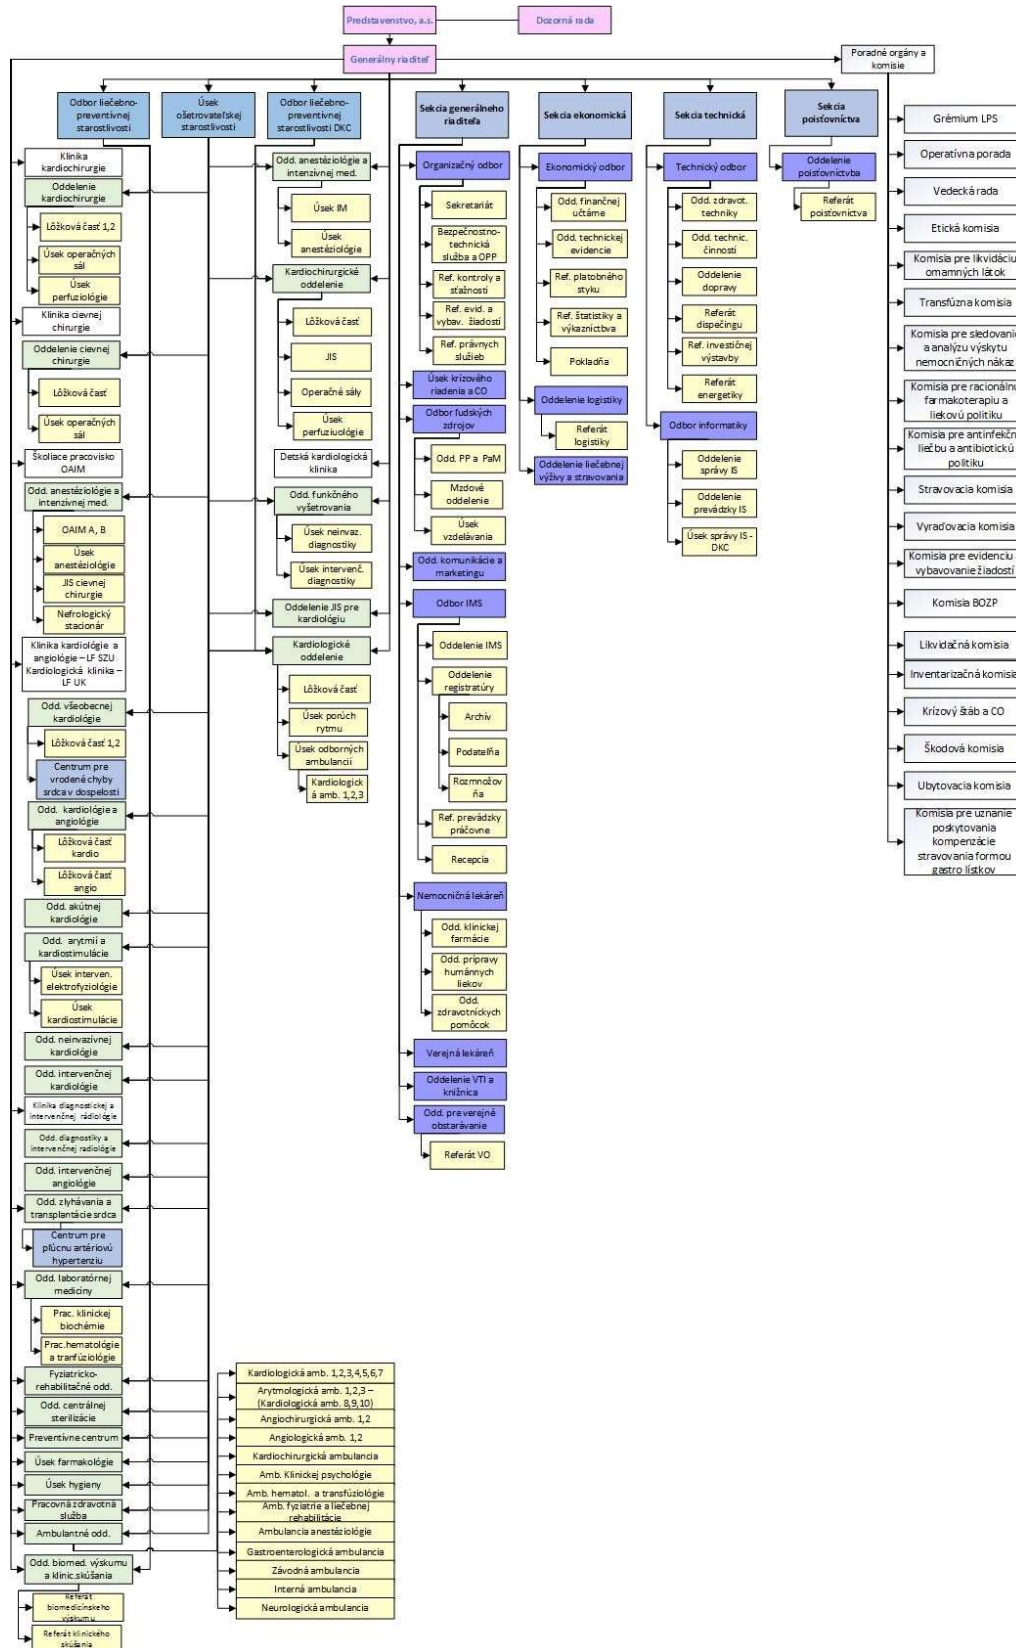 Predstavenstvo, a.s.
Dozorná rada
Generálny riaditeľ
Poradné orgány a
komisie
Odbor liečebno-
preventívnej
starostlivosti
Úsek
ošetrovateľskej
starostlivosti
Odbor liečebno-
preventívnej
starostlivosti DKC
Sekcia generálneho
riaditeľa
Sekcia ekonomická
Sekcia technická
Sekcia
poisťovníctva
Klinika
kardiochirurgie
Oddelenie
kardiochirurgie
Lôžková časť 1,2
Úsek operačných
sál
Úsek
perfuziológie
Klinika cievnej
chirurgie
Oddelenie cievnej
chirurgie
Lôžková časť
Úsek operačných
sál
Školiace pracovisko
OAIM
Odd. anestéziológie a
intenzívnej med.
OAIM A, B
Úsek
anestéziológie
JIS cievnej
chirurgie
Nefrologický
stacionár
Klinika kardiológie a
angiológie – LF SZU
Kardiologická klinika –
LF UK
Odd. všeobecnej
kardiológie
Lôžková časť 1,2
Centrum pre
vrodené chyby
srdca v dospelosti
Odd. kardiológie a
angiológie
Lôžková časť
kardio
Lôžková časť
angio
Odd. akútnej
kardiológie
Odd. arytmií a
kardiostimulácie
Úsek interven.
elektrofyziológie
Úsek
kardiostimulácie
Odd. neinvazívnej
kardiológie
Odd. intervenčnej
kardiológie
Klinika diagnostickej a
intervenčnej rádiológie
Odd. diagnostiky a
intervenčnej radiológie
Odd. intervenčnej
angiológie
Odd. zlyhávania a
transplantácie srdca
Centrum pre
pľúcnu artériovú
hypertenziu
Odd. laboratórnej
medicíny
Prac. klinickej
biochémie
Prac.hematológie
a tranfúziológie
Fyziatricko-
rehabilitačné odd.
Odd. centrálnej
sterilizácie
Preventívne centrum
Úsek farmakológie
Úsek hygieny
Pracovná zdravotná
služba
Ambulantné odd.
Odd. biomed. výskumu
a klinic.skúšania
Referát
biomedicínskeho
výskumu
Referát klinického
skúšania
Kardiologická amb. 1,2,3,4,5,6,7
Arytmologická amb. 1,2,3 –
(Kardiologická amb. 8,9,10)
Angiochirurgická amb. 1,2
Angiologická amb. 1,2
Kardiochirurgická ambulancia
Amb. Klinickej psychológie
Amb. hematol. a transfúziológie
Amb. fyziatrie a liečebnej
rehabilitácie
Ambulancia anestéziológie
Gastroenterologická ambulancia
Závodná ambulancia
Interná ambulancia
Neurologická ambulancia
Odd. anestéziológie a
intenzívnej med.
Úsek IM
Úsek
anestéziológie
Kardiochirurgické
oddelenie
Lôžková časť
JIS
Operačné sály
Úsek
perfuziuológie
Detská kardiologická
klinika
Odd. funkčného
vyšetrovania
Úsek neinvaz.
diagnostiky
Úsek intervenč.
diagnostiky
Oddelenie JIS pre
kardiológiu
Kardiologické
oddelenie
Lôžková časť
Úsek porúch
rytmu
Úsek odborných
ambulancií
Kardiologick
á amb. 1,2,3
Organizačný odbor
Sekretariát
Bezpečnostno-
technická
služba a OPP
Ref. kontroly a
sťažností
Ref. evid. a
vybav. žiadostí
Ref. právnych
služieb
Úsek krízového
riadenia a CO
Odbor ľudských
zdrojov
Odd. PP a PaM
Mzdové
oddelenie
Úsek
vzdelávania
Odd. komunikácie a
marketingu
Odbor IMS
Oddelenie IMS
Oddelenie
registratúry
Archív
Podateľňa
Rozmnožov
ňa
Ref. prevádzky
práčovne
Recepcia
Nemocničná lekáreň
Odd. klinickej
farmácie
Odd. prípravy
humánnych
liekov
Odd.
zdravotníckych
pomôcok
Verejná lekáreň
Oddelenie VTI a
knižnica
Odd. pre verejné
obstarávanie
Referát VO
Ekonomický odbor
Odd. finančnej
učtárne
Odd. technickej
evidencie
Ref. platobného
styku
Ref. štatistiky a
výkazníctva
Pokladňa
Oddelenie logistiky
Referát
logistiky
Oddelenie liečebnej
výživy a stravovania
Technický odbor
Odd. zdravot.
techniky
Odd. technic.
činností
Oddelenie
dopravy
Referát
dispečingu
Ref. investičnej
výstavby
Referát
energetiky
Odbor informatiky
Oddelenie
správy IS
Oddelenie
prevádzky IS
Úsek správy IS -
DKC
Oddelenie
poisťovníctvba
Referát
poisťovníctva
Grémium LPS
Operatívna porada
Vedecká rada
Etická komisia
Komisia pre likvidáciu
omamných látok
Transfúzna komisia
Komisia pre sledovanie
a analýzu výskytu
nemocničných nákaz
Komisia pre racionálnu
farmakoterapiu a
liekovú politiku
Komisia pre antinfekčnú
liečbu a antibiotickú
politiku
Stravovacia komisia
Vyraďovacia komisia
Komisia pre evidenciu a
vybavovanie žiadostí
Komisia BOZP
Likvidačná komisia
Inventarizačná komisia
Krízový štáb a CO
Škodová komisia
Ubytovacia komisia
Komisia pre uznanie
poskytovania
kompenzácie
stravovania formou
gastro lístkov